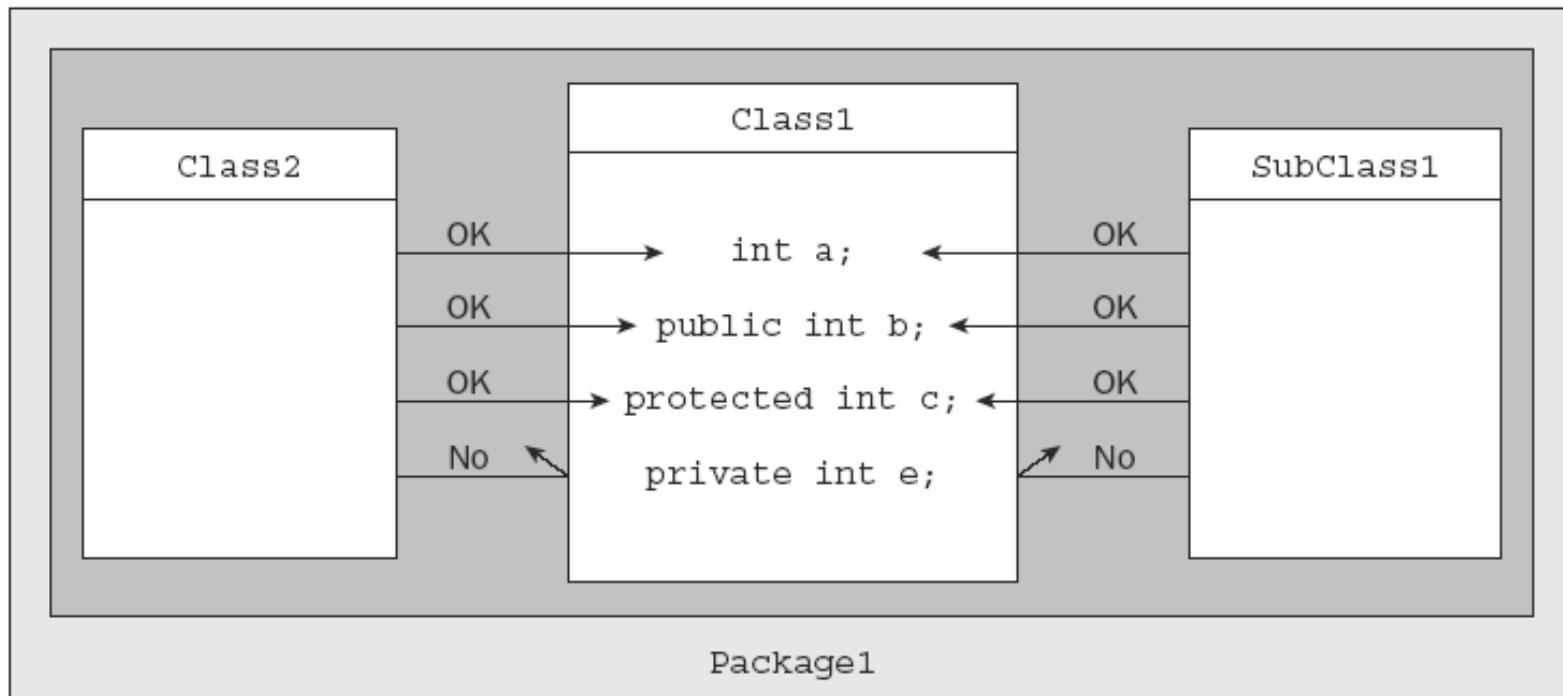 Class1
Class2
SubClass1
OK
int a;
OK
OK
public int b;
OK
OK
protected int c;
OK
No
private int e;
No
Package1